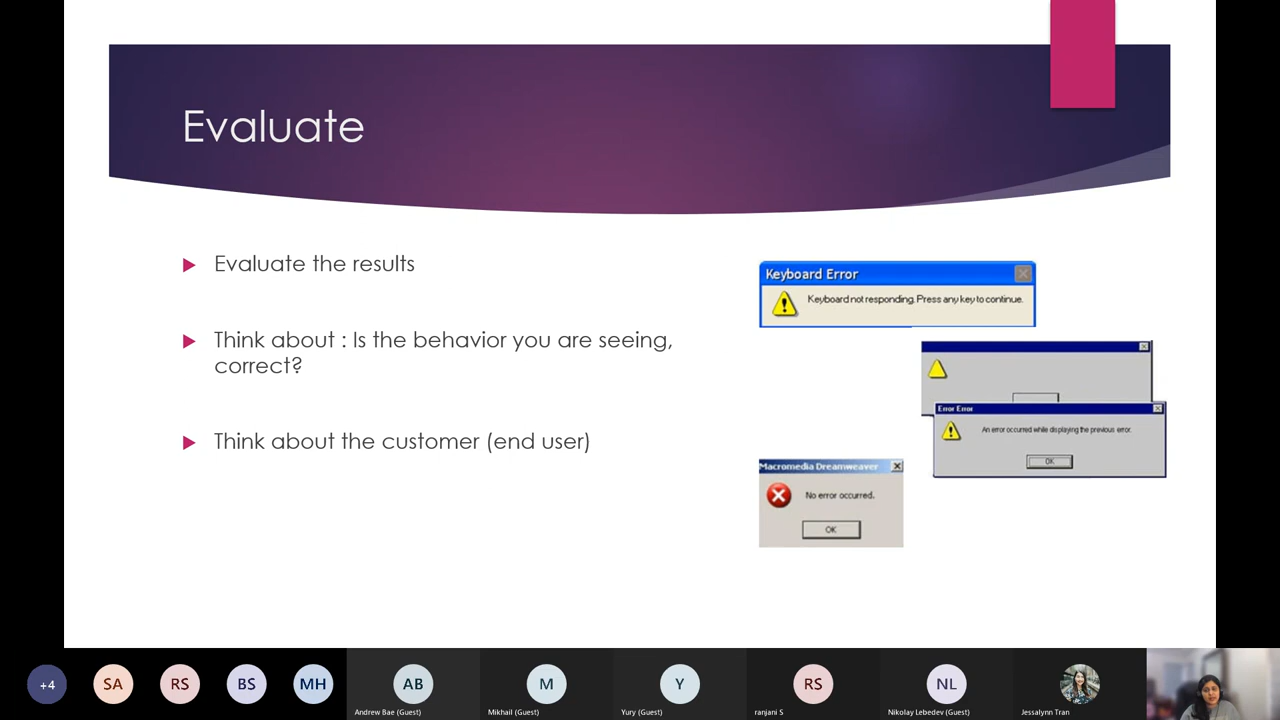 Evaluate
Evaluate the results
Think about : Is the behavior you are seeing,
correct?
Think about the customer (end user)
Keyboard Error
Keyboard not responding. Press any key to continue.
Error Error
An error occurred while displaying the previous error.
OK
Macromedia Dreamweaver
No error occurred.
OK
+4
SA
RS
BS
MH
AB
M
Y
RS
NL
Andrew Bae (Guest)
Mikhail (Guest)
Yury (Guest)
ranjani S
Nikolay Lebedev (Guest)
Jessalynn Tran